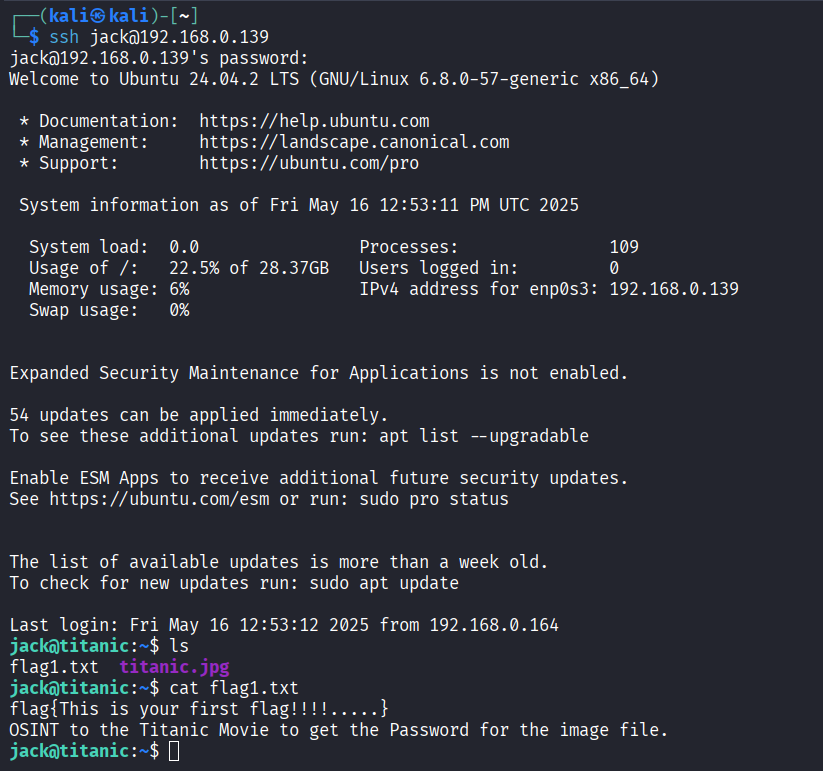 ┌──(kali㉿kali)-[~]
└─$ ssh jack@192.168.0.139
jack@192.168.0.139's password:
Welcome to Ubuntu 24.04.2 LTS (GNU/Linux 6.8.0-57-generic x86_64)
* Documentation:  https://help.ubuntu.com
* Management:     https://landscape.canonical.com
* Support:        https://ubuntu.com/pro
System information as of Fri May 16 12:53:11 PM UTC 2025
System load:  0.0                Processes:               109
Usage of /:   22.5% of 28.37GB   Users logged in:         0
Memory usage: 6%                 IPv4 address for enp0s3: 192.168.0.139
Swap usage:   0%
Expanded Security Maintenance for Applications is not enabled.
54 updates can be applied immediately.
To see these additional updates run: apt list --upgradable
Enable ESM Apps to receive additional future security updates.
See https://ubuntu.com/esm or run: sudo pro status
The list of available updates is more than a week old.
To check for new updates run: sudo apt update
Last login: Fri May 16 12:53:12 2025 from 192.168.0.164
jack@titanic:~$ ls
flag1.txt  titanic.jpg
jack@titanic:~$ cat flag1.txt
flag{This is your first flag!!!!.....}
OSINT to the Titanic Movie to get the Password for the image file.
jack@titanic:~$